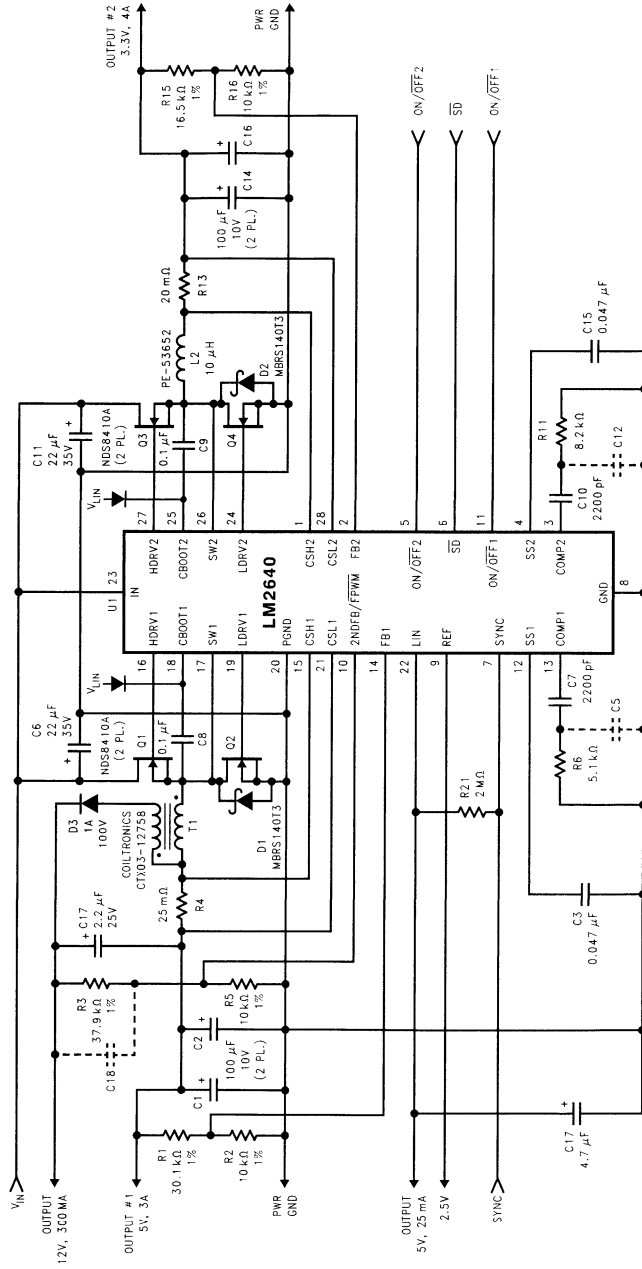 V_IN
OUTPUT
12V, 300MA
OUTPUT #1
5V, 3A
PWR
GND
OUTPUT
5V, 25 mA
2.5V
SYNC
R1
30.1 kΩ
1%
R2
10 kΩ
1%
C18
R3
37.9 kΩ
1%
C1
C2
100 µF
10V
(2 PL.)
R5
10 kΩ
1%
+ C17
2.2 µF
25V
25 mΩ
R4
D3
1A
100V
COILTRONICS
CTX03-12758
T1
D1
MBRS140T3
C6
22 µF
35V
NDS8410A
(2 PL.)
Q1
0.1 µF
C8
Q2
V_LIN
C17
4.7 µF
C3
0.047 µF
R21
2 MΩ
R6
5.1 kΩ
C5
C7
2200 pF
U1
23
IN
LM2640
16
HDRV1
18
CBOOT1
17
SW1
19
LDRV1
20
PGND
15
CSH1
21
CSL1
10
2NDFB/FPWM
14
FB1
22
LIN
9
REF
7
SYNC
12
SS1
13
COMP1
GND
8
HDRV2
27
CBOOT2
25
SW2
26
LDRV2
24
CSH2
1
CSL2
28
FB2
2
ON/OFF2
5
SD
6
ON/OFF1
11
SS2
4
COMP2
3
V_LIN
C11
22 µF
35V
NDS8410A
(2 PL.)
Q3
0.1 µF
C9
Q4
PE-53652
L2
10 µH
D2
MBRS140T3
20 mΩ
R13
100 µF
10V
(2 PL.)
C14
C16
R15
16.5 kΩ
1%
R16
10 kΩ
1%
OUTPUT #2
3.3V, 4A
PWR
GND
ON/OFF2
SD
ON/OFF1
C10
2200 pF
R11
8.2 kΩ
C12
C15
0.047 µF